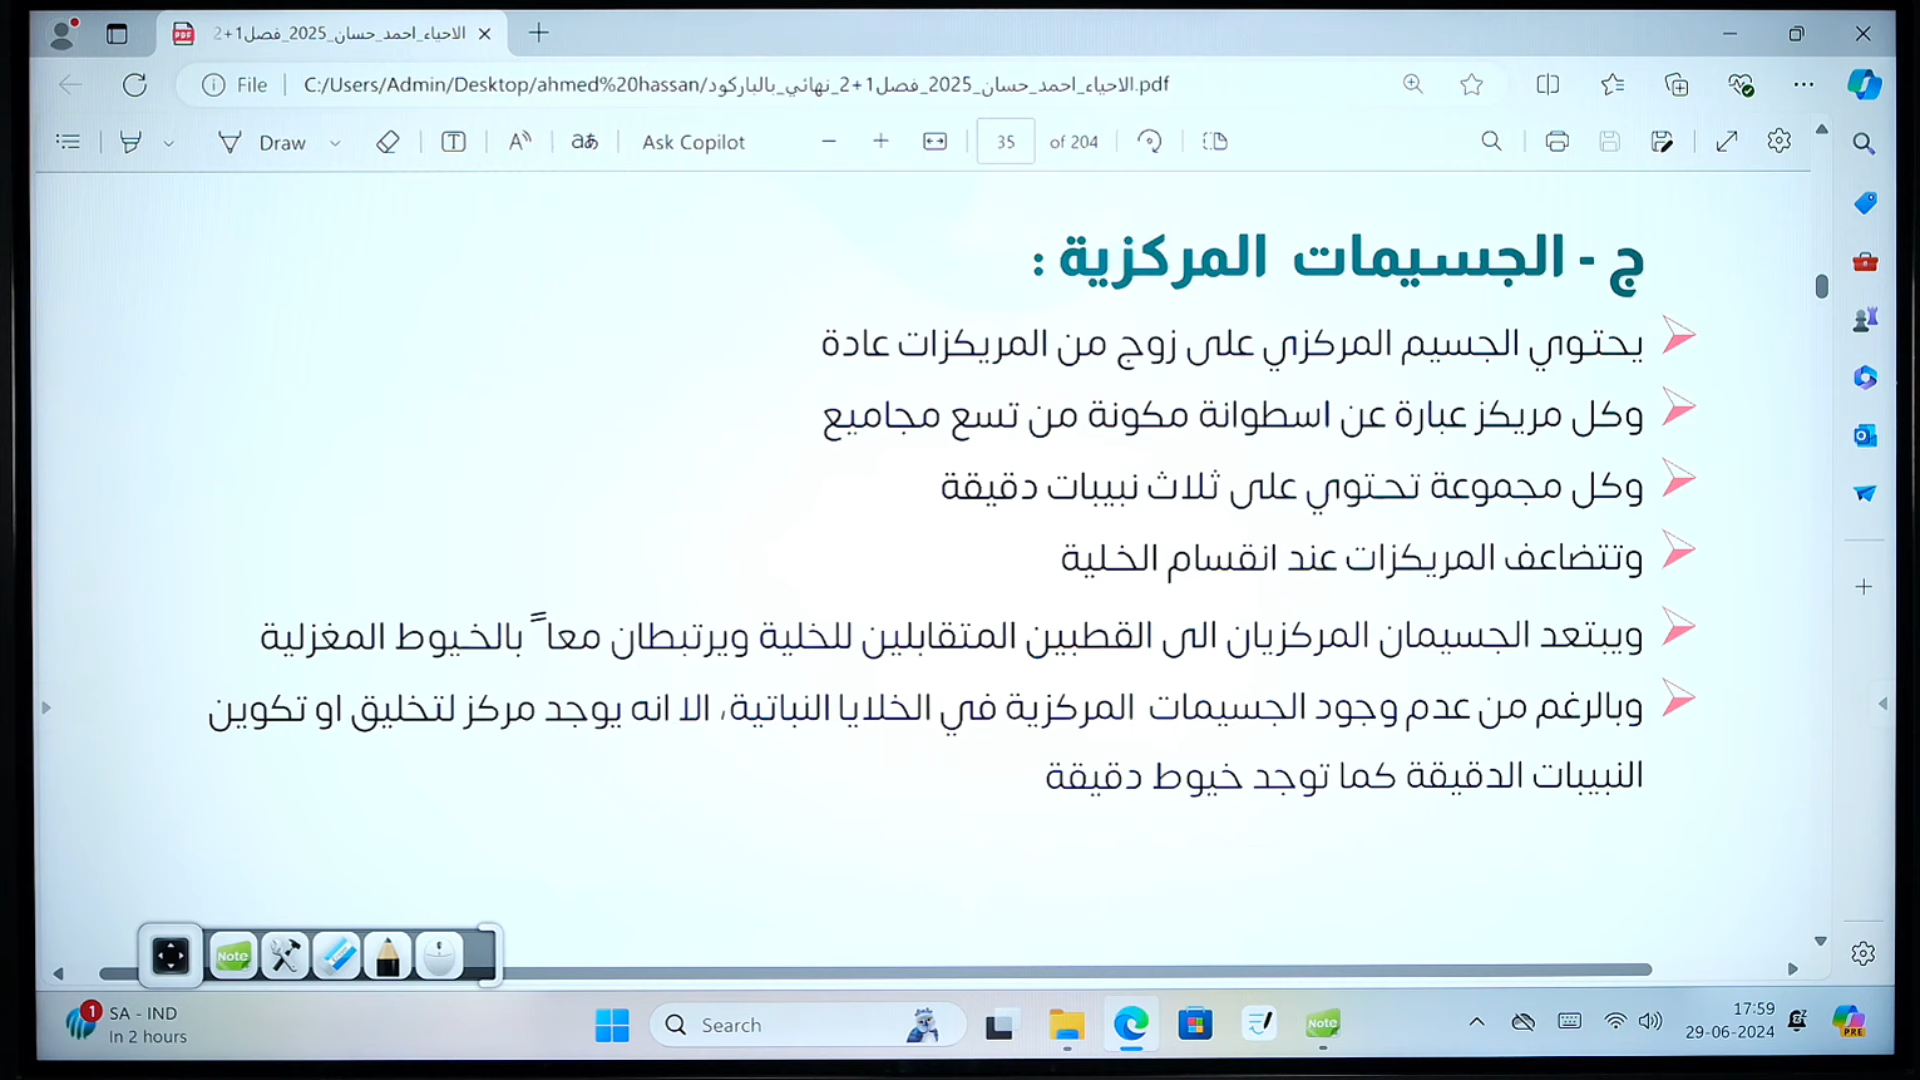 الاحياء_احمد_حسان_2025_فصل1+2
File
C:/Users/Admin/Desktop/ahmed%20hassan/الاحياء_احمد_حسان_2025_فصل1+2_نهائي_بالباركود.pdf
Draw
Ask Copilot
35 of 204
ج - الجسيمات المركزية :
يحتوي الجسيم المركزي على زوج من المريكزات عادة
وكل مريكز عبارة عن اسطوانة مكونة من تسع مجاميع
وكل مجموعة تحتوي على ثلاث نبيبات دقيقة
وتتضاعف المريكزات عند انقسام الخلية
ويبتعد الجسيمان المركزيان الى القطبين المتقابلين للخلية ويرتبطان معاً بالخيوط المغزلية
وبالرغم من عدم وجود الجسيمات المركزية في الخلايا النباتية، الا انه يوجد مركز لتخليق او تكوين
النبيبات الدقيقة كما توجد خيوط دقيقة
Note
1
SA - IND
In 2 hours
Search
Note
17:59
29-06-2024
PRE